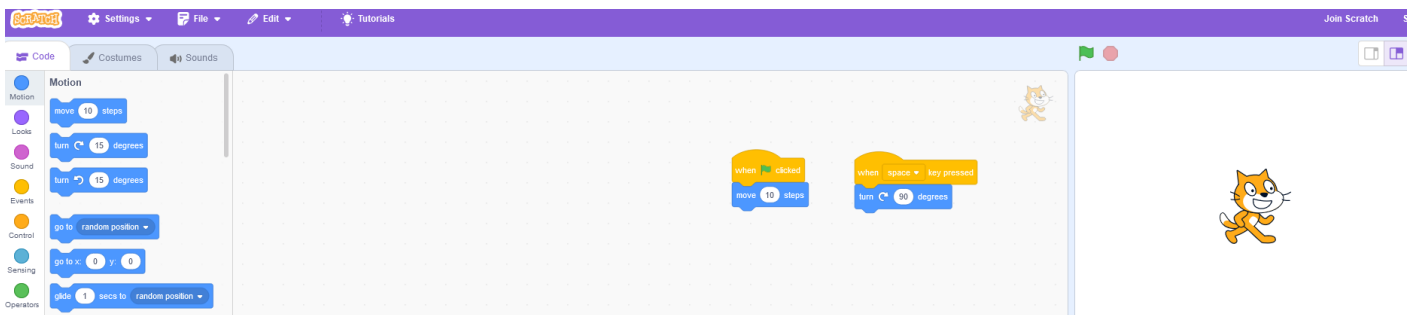 SCRATCH Settings File Edit Tutorials Join Scratch S
Code Costumes Sounds
Motion
Looks
Sound
Events
Control
Sensing
Operators
Motion
move 10 steps
turn 15 degrees
turn 15 degrees
go to random position
go to x: 0 y: 0
glide 1 secs to random position
when clicked
move 10 steps
when space key pressed
turn 90 degrees